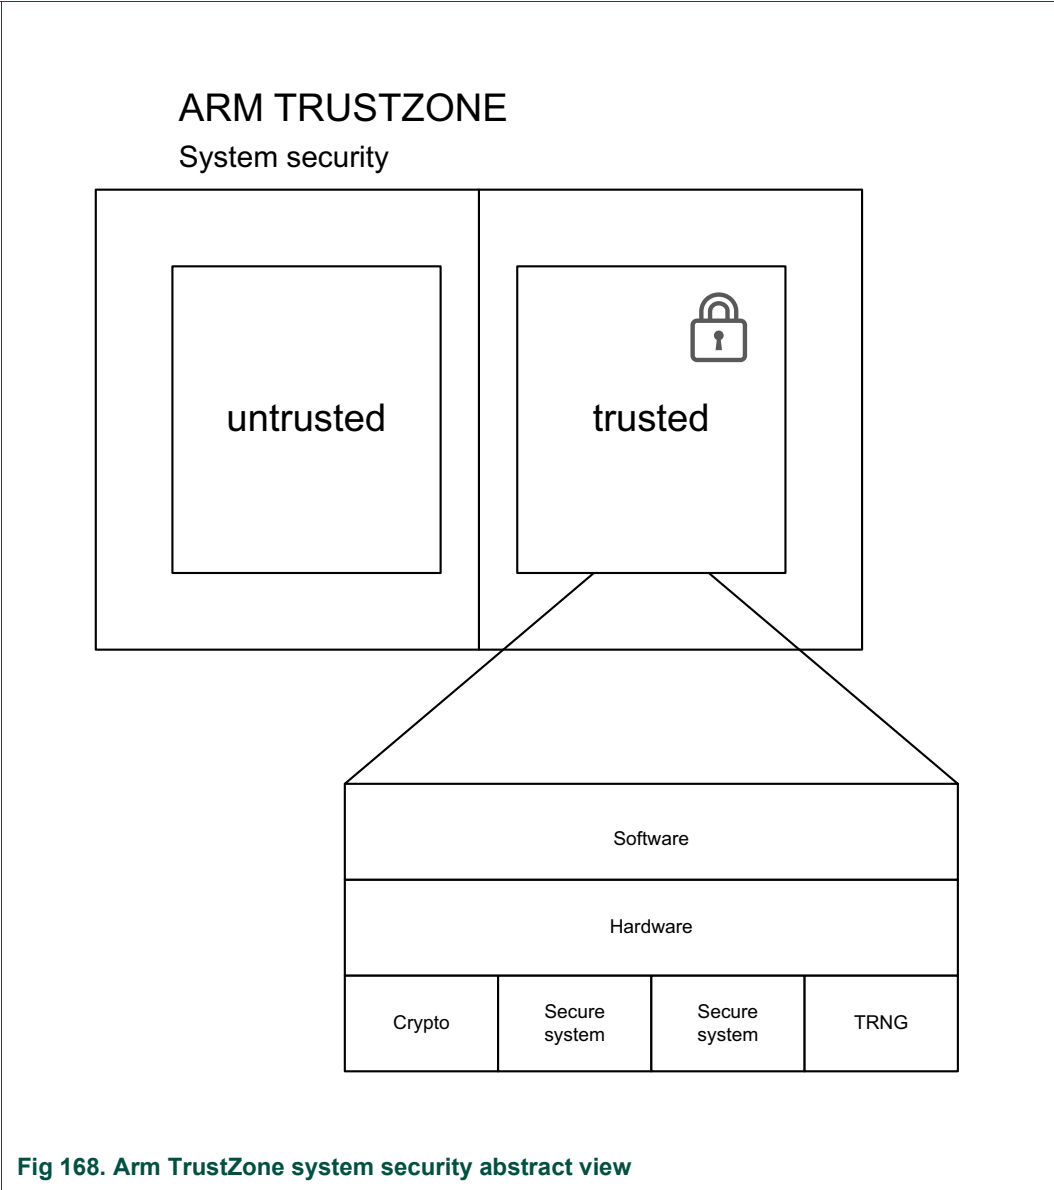 ARM TRUSTZONE
System security
untrusted
trusted
Software
Hardware
Crypto
Secure
system
Secure
system
TRNG
Fig 168. Arm TrustZone system security abstract view